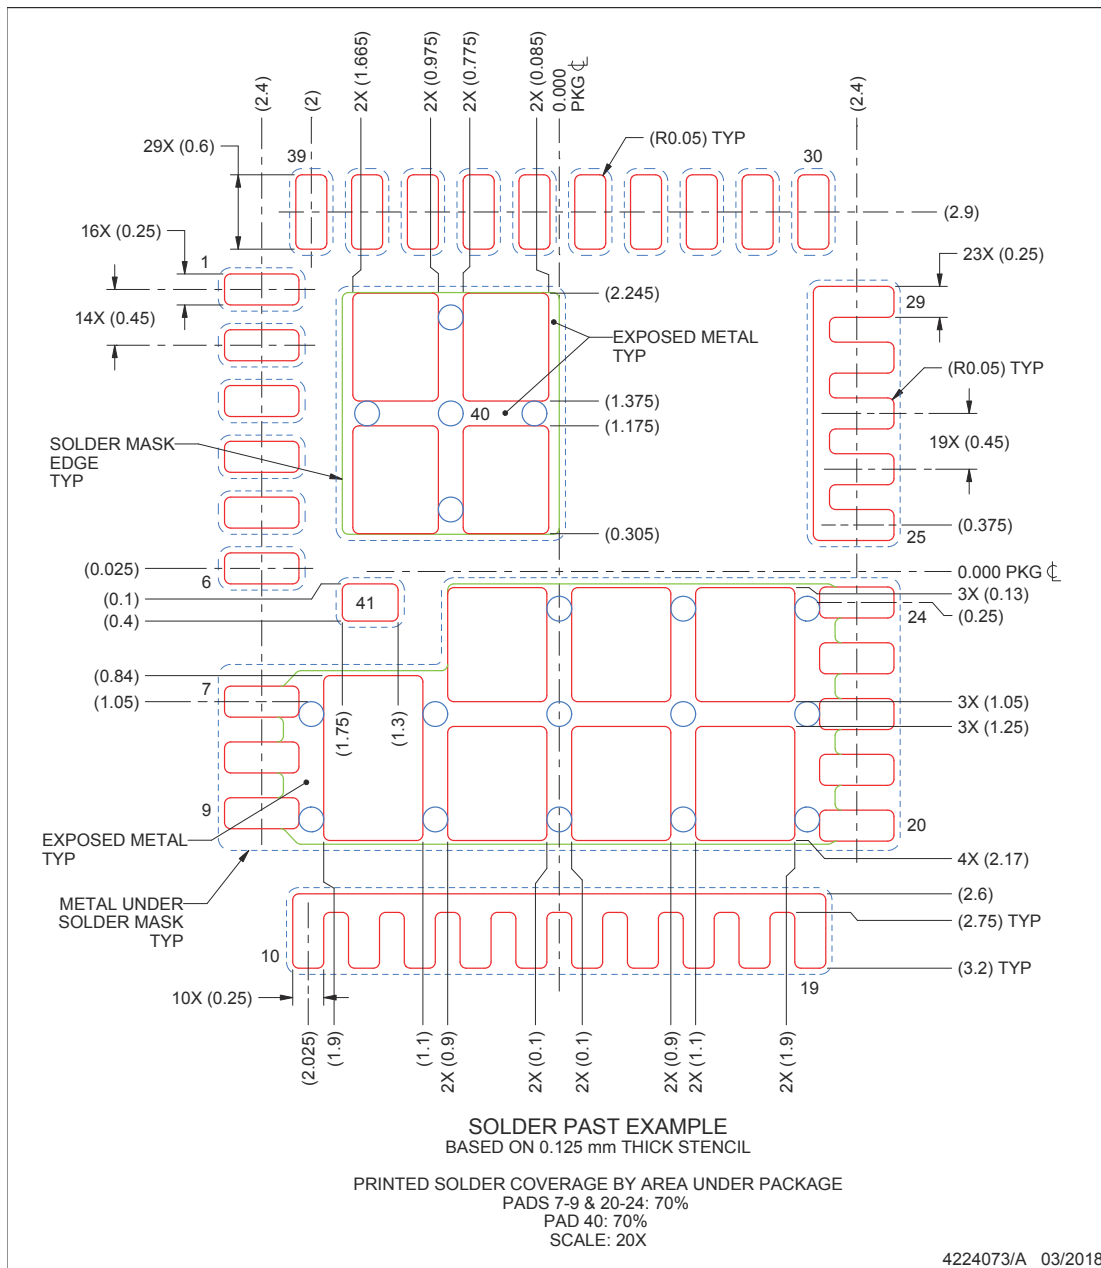 (2.4)
(2)
2X (1.665)
2X (0.975)
2X (0.775)
2X (0.085)
0.000
PKG ℄
(2.4)
29X (0.6)
39
(R0.05) TYP
30
(2.9)
16X (0.25)
1
23X (0.25)
14X (0.45)
(2.245)
29
EXPOSED METAL
TYP
(R0.05) TYP
(1.375)
40
(1.175)
SOLDER MASK
EDGE
TYP
19X (0.45)
(0.305)
(0.375)
25
(0.025)
6
0.000 PKG ℄
(0.1)
41
3X (0.13)
(0.4)
24
(0.25)
(0.84)
7
(1.05)
(1.75)
(1.3)
3X (1.05)
3X (1.25)
9
20
EXPOSED METAL
TYP
4X (2.17)
METAL UNDER
SOLDER MASK
TYP
(2.6)
(2.75) TYP
10
(3.2) TYP
19
10X (0.25)
(2.025)
(1.9)
(1.1)
2X (0.9)
2X (0.1)
2X (0.1)
2X (0.9)
2X (1.1)
2X (1.9)
SOLDER PAST EXAMPLE
BASED ON 0.125 mm THICK STENCIL
PRINTED SOLDER COVERAGE BY AREA UNDER PACKAGE
PADS 7-9 & 20-24: 70%
PAD 40: 70%
SCALE: 20X
4224073/A 03/2018